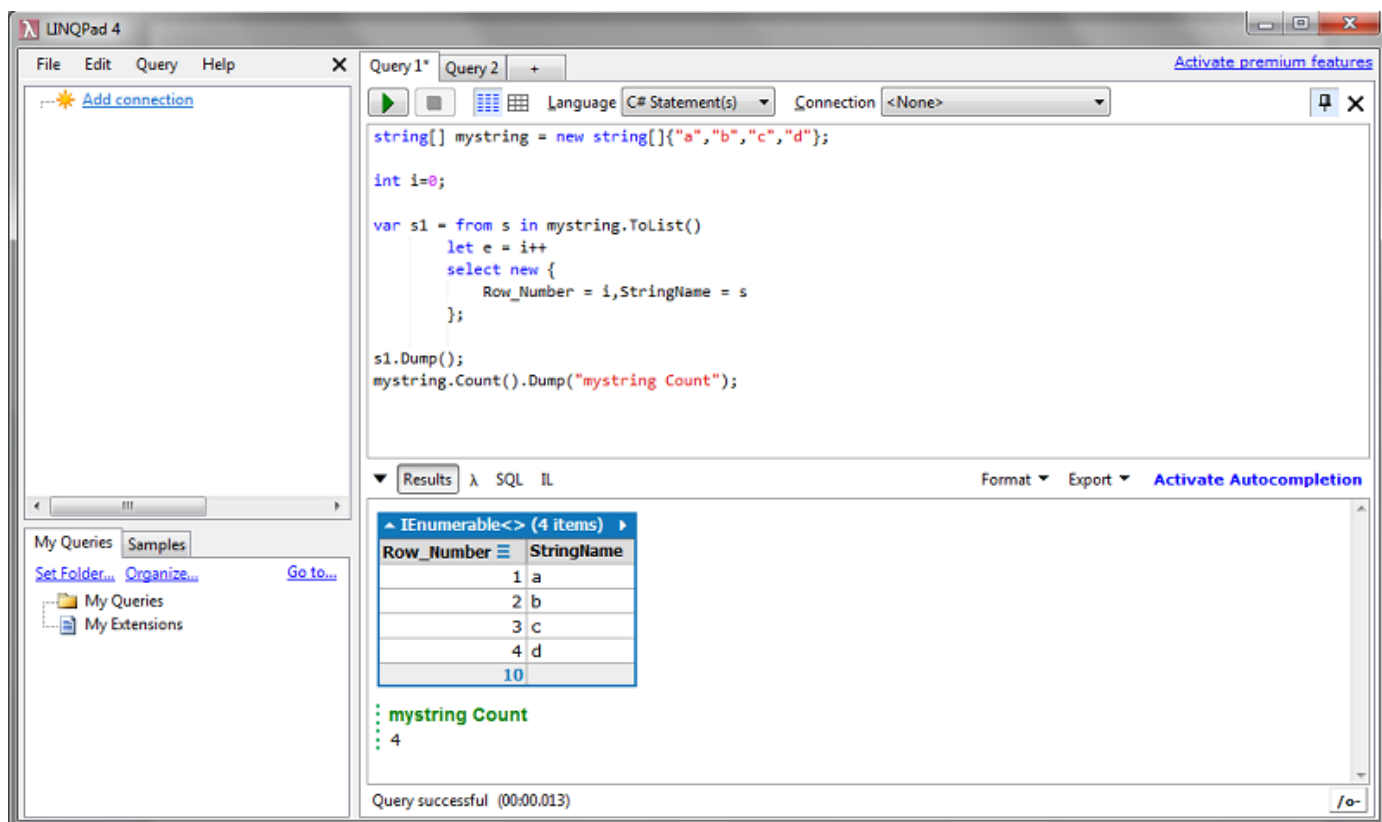 LINQPad 4
File Edit Query Help
Add connection
Query 1* Query 2 + Activate premium features
Language C# Statement(s) Connection <None>
string[] mystring = new string[]{"a","b","c","d"};
int i=0;
var s1 = from s in mystring.ToList()
let e = i++
select new {
Row_Number = i,StringName = s
};
s1.Dump();
mystring.Count().Dump("mystring Count");
Results λ SQL IL Format Export Activate Autocompletion
IEnumerable<> (4 items)
Row_Number StringName
1 a
2 b
3 c
4 d
10
mystring Count
4
My Queries Samples
Set Folder... Organize... Go to...
My Queries
My Extensions
Query successful (00:00.013) /o-